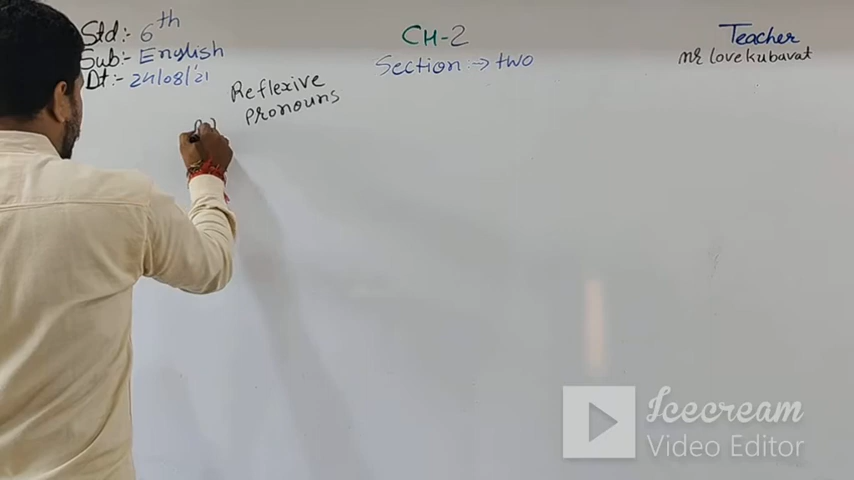 Std:- 6th
Sub:- English
Dt:- 24/08/'21
CH-2
Section → two
Teacher
mr love kubavat
Reflexive
Pronouns
Icecream
Video Editor